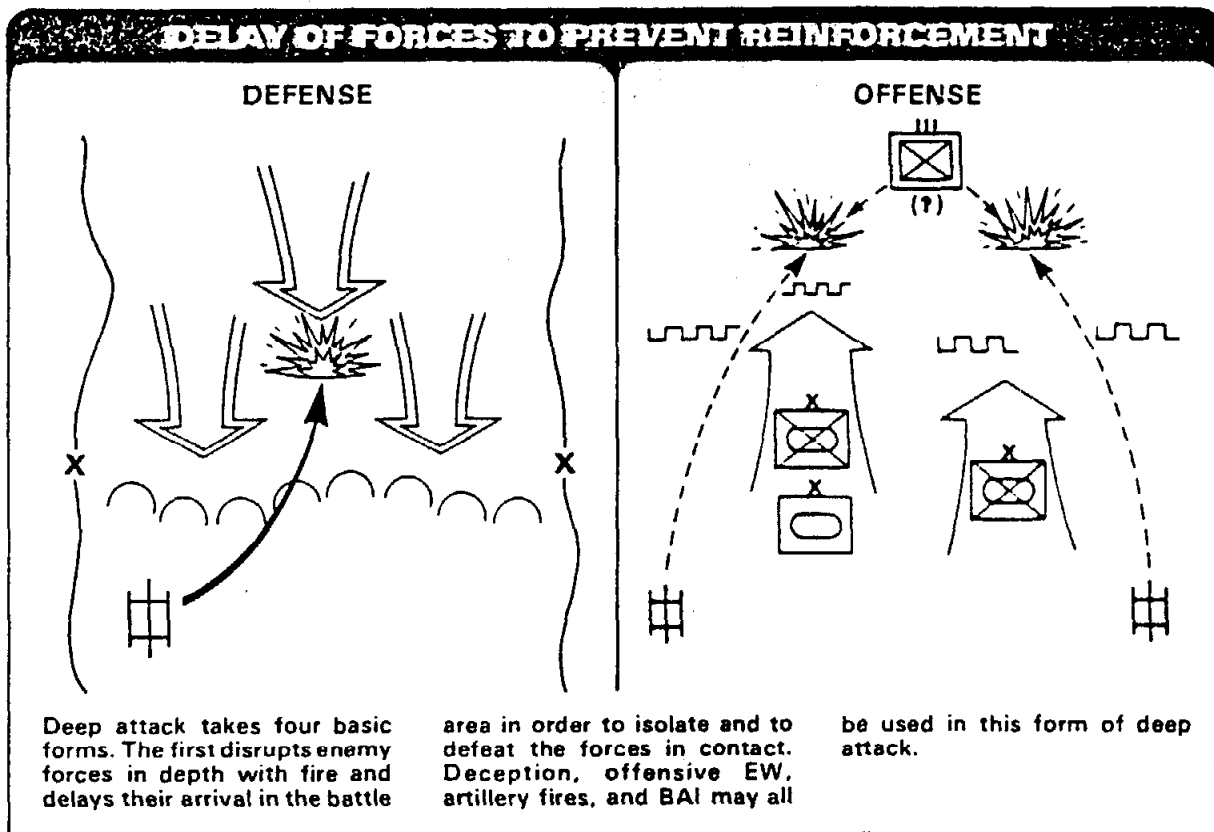 DELAY OF FORCES TO PREVENT REINFORCEMENT
DEFENSE
X
X
OFFENSE
III
(?)
X
X
X
Deep attack takes four basic
forms. The first disrupts enemy
forces in depth with fire and
delays their arrival in the battle
area in order to isolate and to
defeat the forces in contact.
Deception, offensive EW,
artillery fires, and BAI may all
be used in this form of deep
attack.